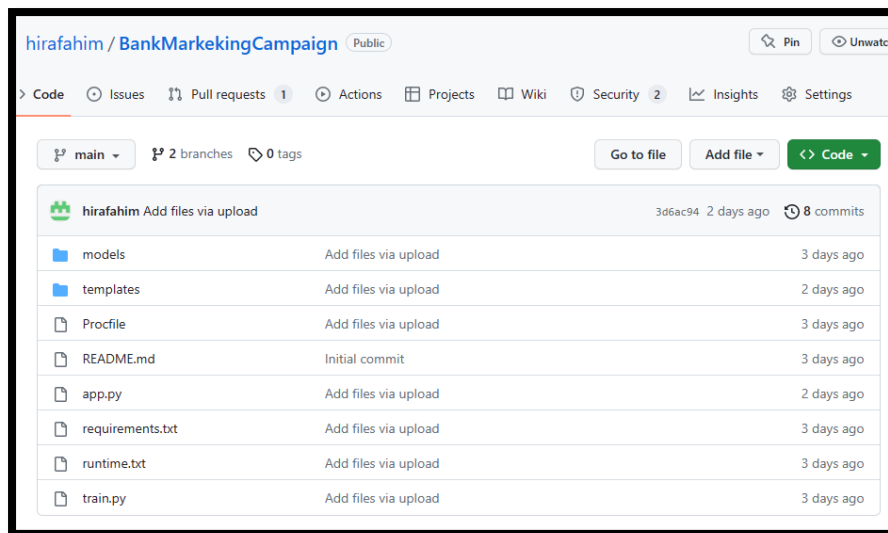 hirafahim / BankMarkekingCampaign Public Pin Unwatc
Code Issues Pull requests 1 Actions Projects Wiki Security 2 Insights Settings
main 2 branches 0 tags Go to file Add file Code
hirafahim Add files via upload 3d6ac94 2 days ago 8 commits
models Add files via upload 3 days ago
templates Add files via upload 2 days ago
Procfile Add files via upload 3 days ago
README.md Initial commit 3 days ago
app.py Add files via upload 2 days ago
requirements.txt Add files via upload 3 days ago
runtime.txt Add files via upload 3 days ago
train.py Add files via upload 3 days ago